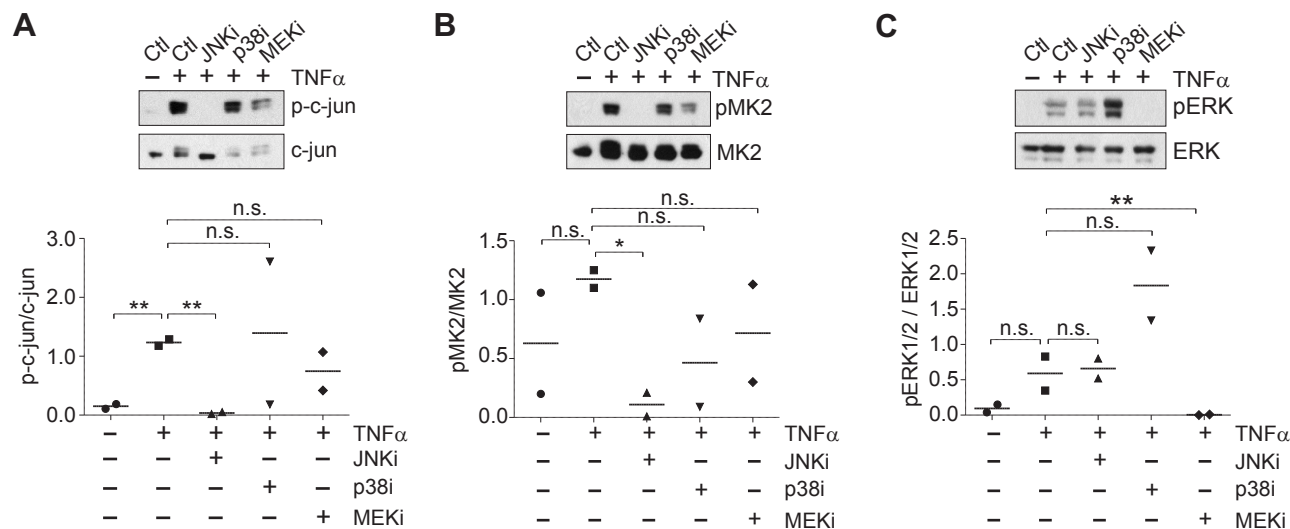 A
Ctl Ctl JNKi p38i MEKi
– + + + + TNFα
p-c-jun
c-jun
n.s.
n.s.
** **
3.0
2.0
1.0
0.0
p-c-jun/c-jun
– + + + + TNFα
– – + – – JNKi
– – – + – p38i
– – – – + MEKi
B
Ctl Ctl JNKi p38i MEKi
– + + + + TNFα
pMK2
MK2
n.s.
n.s.
n.s. *
1.5
1.0
0.5
0.0
pMK2/MK2
– + + + + TNFα
– – + – – JNKi
– – – + – p38i
– – – – + MEKi
C
Ctl Ctl JNKi p38i MEKi
– + + + + TNFα
pERK
ERK
**
n.s.
n.s. n.s.
2.5
2.0
1.5
1.0
0.5
0.0
pERK1/2 / ERK1/2
– + + + + TNFα
– – + – – JNKi
– – – + – p38i
– – – – + MEKi